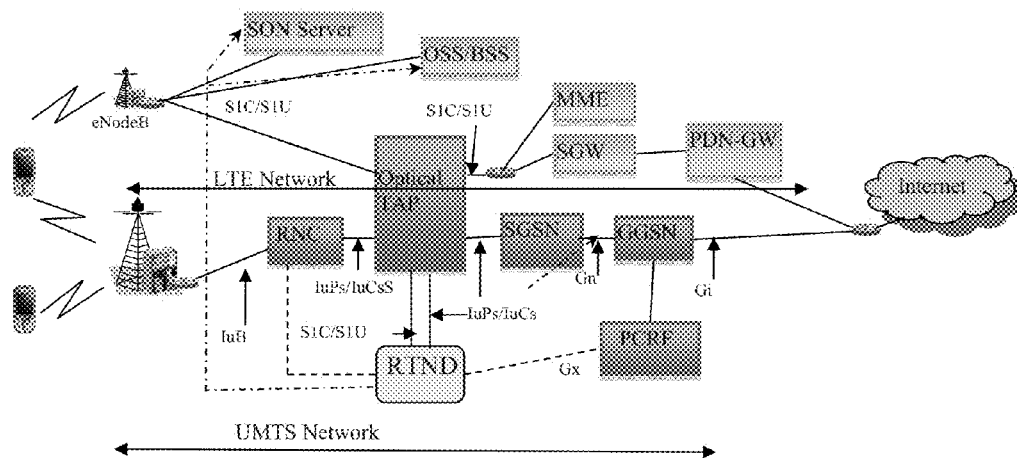 SON Server
OSS/BSS
eNodeB
S1C/S1U
S1C/S1U
MME
SGW
PDN-GW
LTE Network
Optical
TAP
Internet
RNC
SGSN
GGSN
IuPs/IuCsS
Gn
Gi
IuB
S1C/S1U
IuPs/IuCs
PCRF
RTND
Gx
UMTS Network